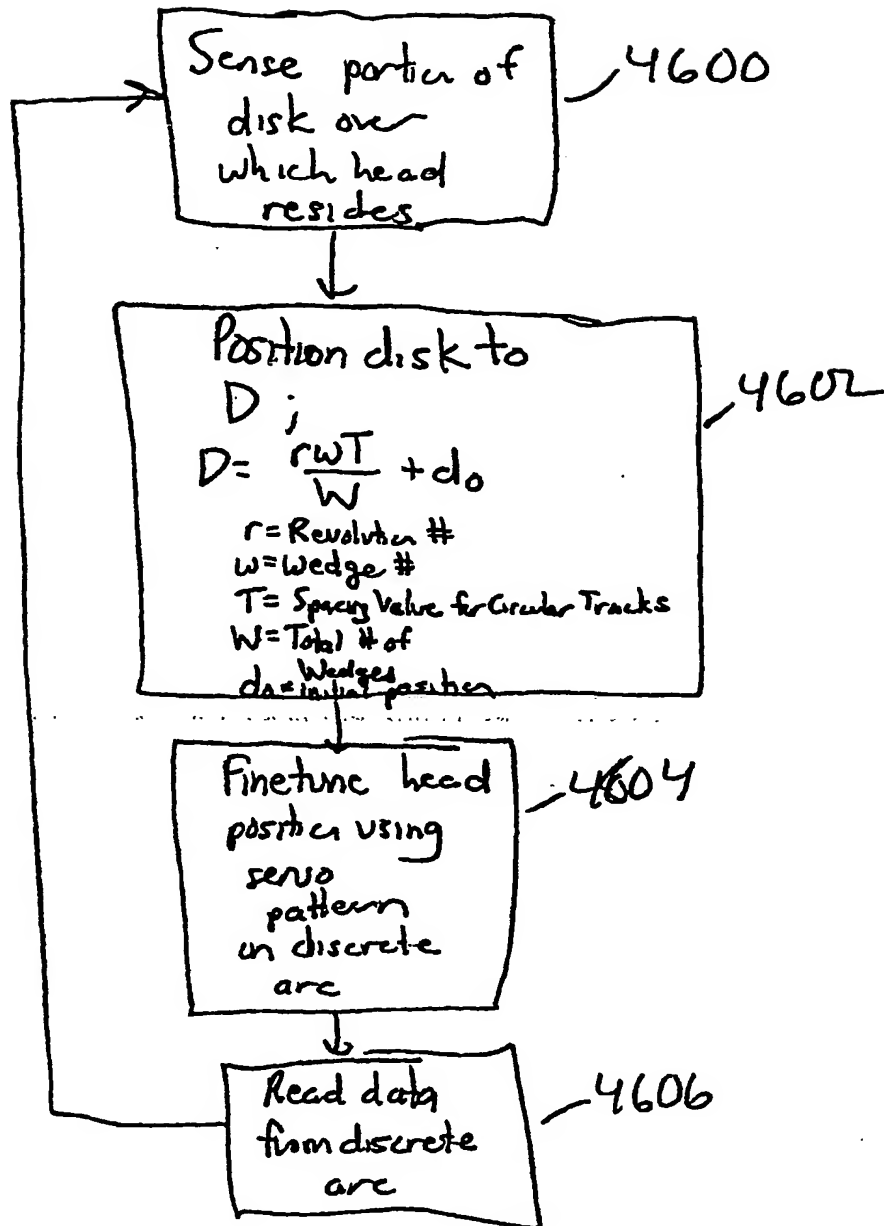 Sense portion of
disk over
which head
resides
4600
Position disk to
D ;
D = rwT/W + do
r = Revolution #
w = Wedge #
T = Spacing Value for Circular Tracks
W = Total # of
Wedges
do = initial position
4602
Finetune head
position using
servo
pattern
on discrete
arc
4604
Read data
from discrete
arc
4606